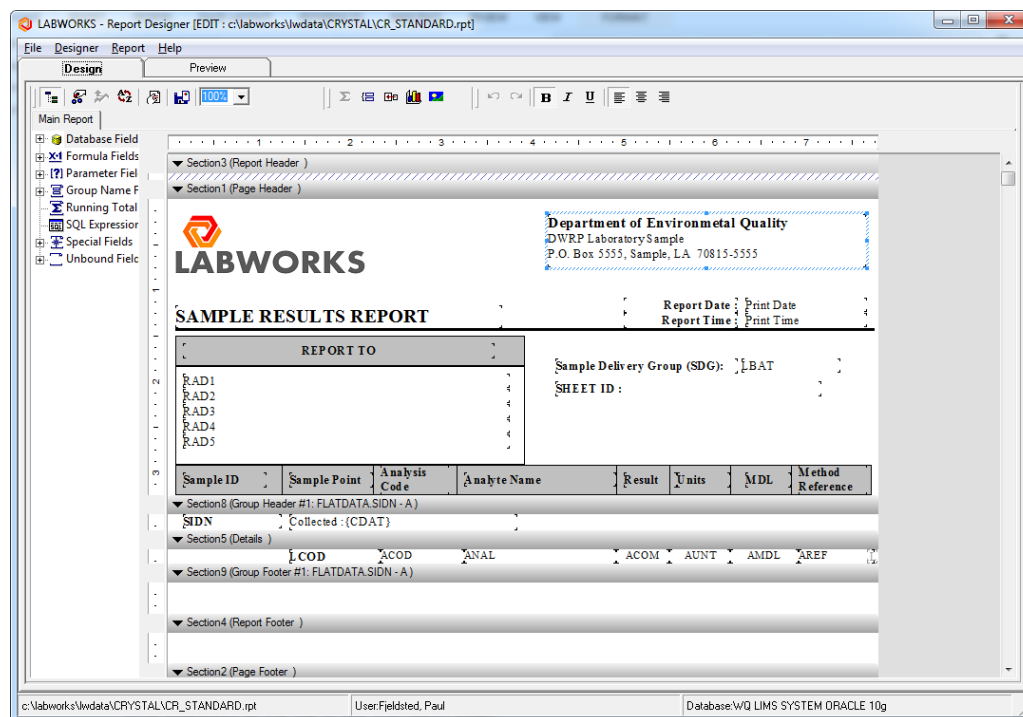 LABWORKS - Report Designer [EDIT : c:\labworks\lwdata\CRYSTAL\CR_STANDARD.rpt]
File Designer Report Help
Design Preview
100%
Main Report
Database Field
Formula Fields
Parameter Fiel
Group Name F
Running Total
SQL Expression
Special Fields
Unbound Field
1 2 3 4 5 6 7
Section3 (Report Header )
Section1 (Page Header )
LABWORKS
Department of Environmetal Quality
DWRP Laboratory Sample
P.O. Box 5555, Sample, LA 70815-5555
Report Date : Print Date
Report Time : Print Time
SAMPLE RESULTS REPORT
REPORT TO
Sample Delivery Group (SDG): LBAT
SHEET ID :
RAD1
RAD2
RAD3
RAD4
RAD5
Sample ID Sample Point Analysis Code Analyte Name Result Units MDL Method Reference
Section8 (Group Header #1: FLATDATA.SIDN - A )
SIDN Collected :{CDAT}
Section5 (Details )
LCOD ACOD ANAL ACOM AUNT AMDL AREF
Section9 (Group Footer #1: FLATDATA.SIDN - A )
Section4 (Report Footer )
Section2 (Page Footer )
c:\labworks\lwdata\CRYSTAL\CR_STANDARD.rpt User:Fjeldsted, Paul Database:WQ LIMS SYSTEM ORACLE 10g